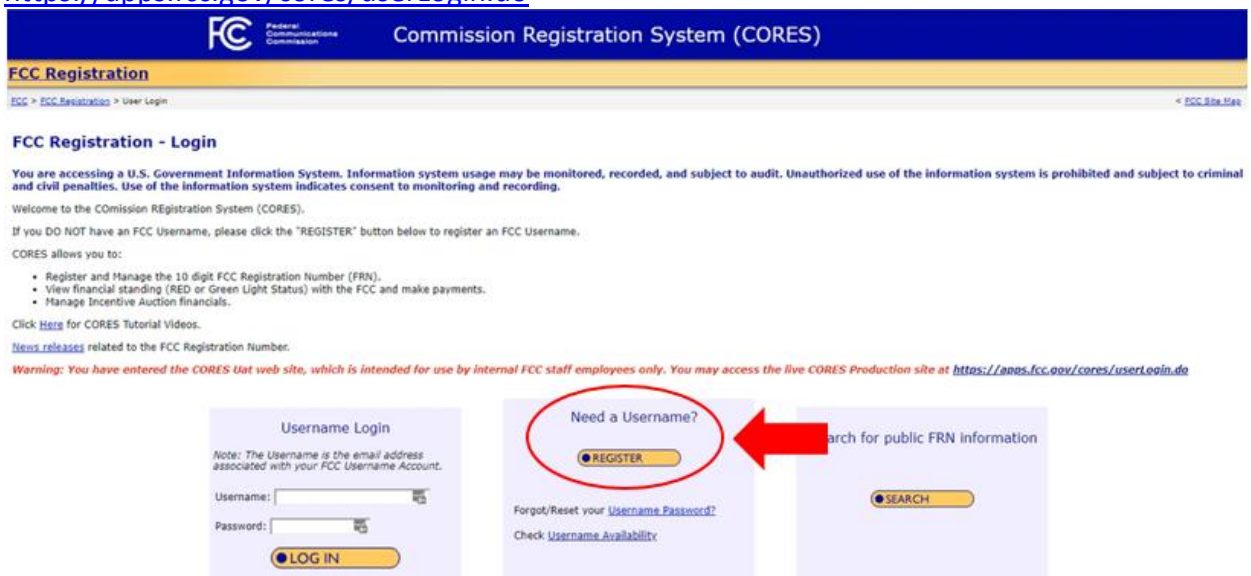 https://apps.fcc.gov/cores/userLogin.do
FC Federal Communications Commission
Commission Registration System (CORES)
FCC Registration
FCC > FCC Registration > User Login
< FCC Site Map
FCC Registration - Login
You are accessing a U.S. Government Information System. Information system usage may be monitored, recorded, and subject to audit. Unauthorized use of the information system is prohibited and subject to criminal
and civil penalties. Use of the information system indicates consent to monitoring and recording.
Welcome to the COmission REgistration System (CORES).
If you DO NOT have an FCC Username, please click the "REGISTER" button below to register an FCC Username.
CORES allows you to:
• Register and Manage the 10 digit FCC Registration Number (FRN).
• View financial standing (RED or Green Light Status) with the FCC and make payments.
• Manage Incentive Auction financials.
Click Here for CORES Tutorial Videos.
News releases related to the FCC Registration Number.
Warning: You have entered the CORES Uat web site, which is intended for use by internal FCC staff employees only. You may access the live CORES Production site at https://apps.fcc.gov/cores/userLogin.do
Username Login
Note: The Username is the email address
associated with your FCC Username Account.
Username:
Password:
LOG IN
Need a Username?
REGISTER
Forgot/Reset your Username Password?
Check Username Availability
arch for public FRN information
SEARCH